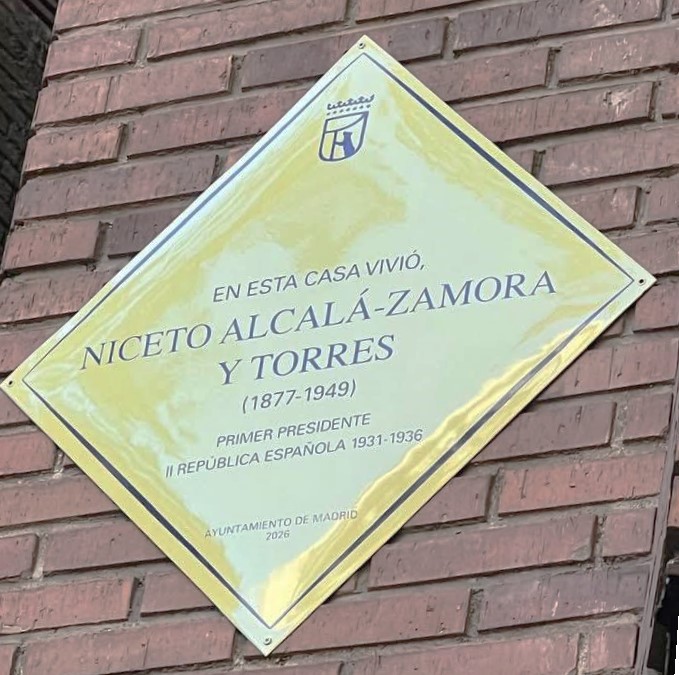 EN ESTA CASA VIVIÓ,
NICETO ALCALÁ-ZAMORA
Y TORRES
(1877-1949)
PRIMER PRESIDENTE
II REPÚBLICA ESPAÑOLA 1931-1936
AYUNTAMIENTO DE MADRID
2026